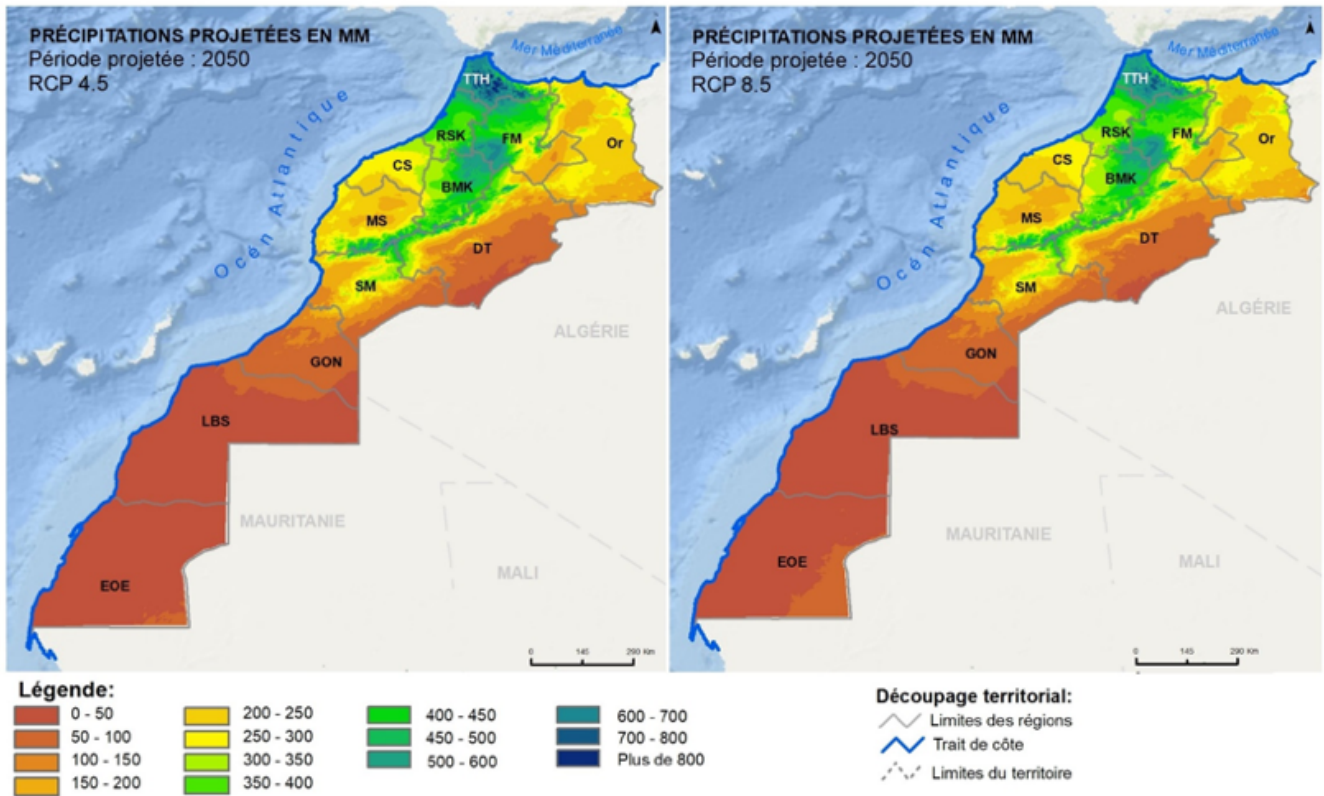 PRÉCIPITATIONS PROJETÉES EN MM
Période projetée : 2050
RCP 4.5
Mer Méditerranée
Océn Atlantique
TTH
RSK
FM
Or
CS
BMK
MS
DT
SM
GON
LBS
EOE
ALGÉRIE
MAURITANIE
MALI
0 145 290 Km
PRÉCIPITATIONS PROJETÉES EN MM
Période projetée : 2050
RCP 8.5
Mer Méditerranée
Océn Atlantique
TTH
RSK
FM
Or
CS
BMK
MS
DT
SM
GON
LBS
EOE
ALGÉRIE
MAURITANIE
MALI
0 145 290 Km
Légende:
0 - 50
50 - 100
100 - 150
150 - 200
200 - 250
250 - 300
300 - 350
350 - 400
400 - 450
450 - 500
500 - 600
600 - 700
700 - 800
Plus de 800
Découpage territorial:
Limites des régions
Trait de côte
Limites du territoire